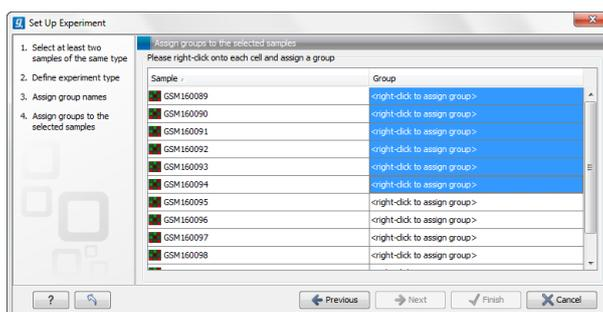 Set Up Experiment
1. Select at least two
samples of the same type
2. Define experiment type
3. Assign group names
4. Assign groups to the
selected samples
Assign groups to the selected samples
Please right-click onto each cell and assign a group
Sample Group
GSM160089 <right-click to assign group>
GSM160090 <right-click to assign group>
GSM160091 <right-click to assign group>
GSM160092 <right-click to assign group>
GSM160093 <right-click to assign group>
GSM160094 <right-click to assign group>
GSM160095 <right-click to assign group>
GSM160096 <right-click to assign group>
GSM160097 <right-click to assign group>
GSM160098 <right-click to assign group>
? Previous Next Finish Cancel